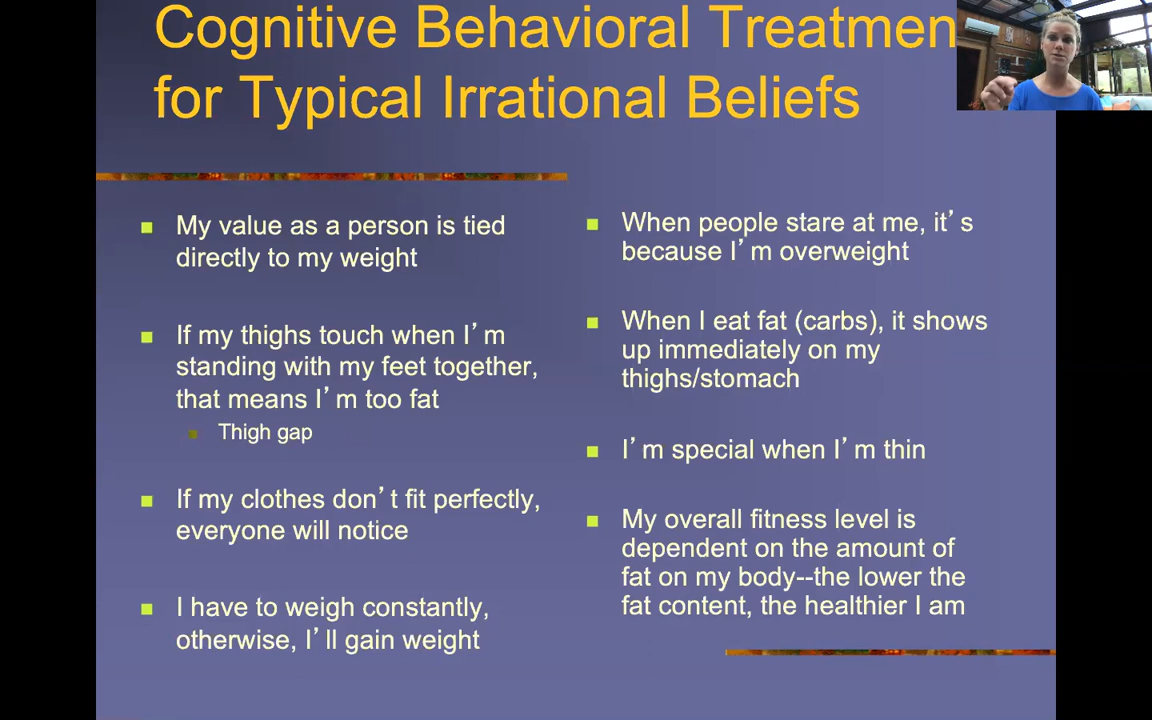 Cognitive Behavioral Treatmen
for Typical Irrational Beliefs
My value as a person is tied
directly to my weight
If my thighs touch when I’m
standing with my feet together,
that means I’m too fat
Thigh gap
If my clothes don’t fit perfectly,
everyone will notice
I have to weigh constantly,
otherwise, I’ll gain weight
When people stare at me, it’s
because I’m overweight
When I eat fat (carbs), it shows
up immediately on my
thighs/stomach
I’m special when I’m thin
My overall fitness level is
dependent on the amount of
fat on my body--the lower the
fat content, the healthier I am